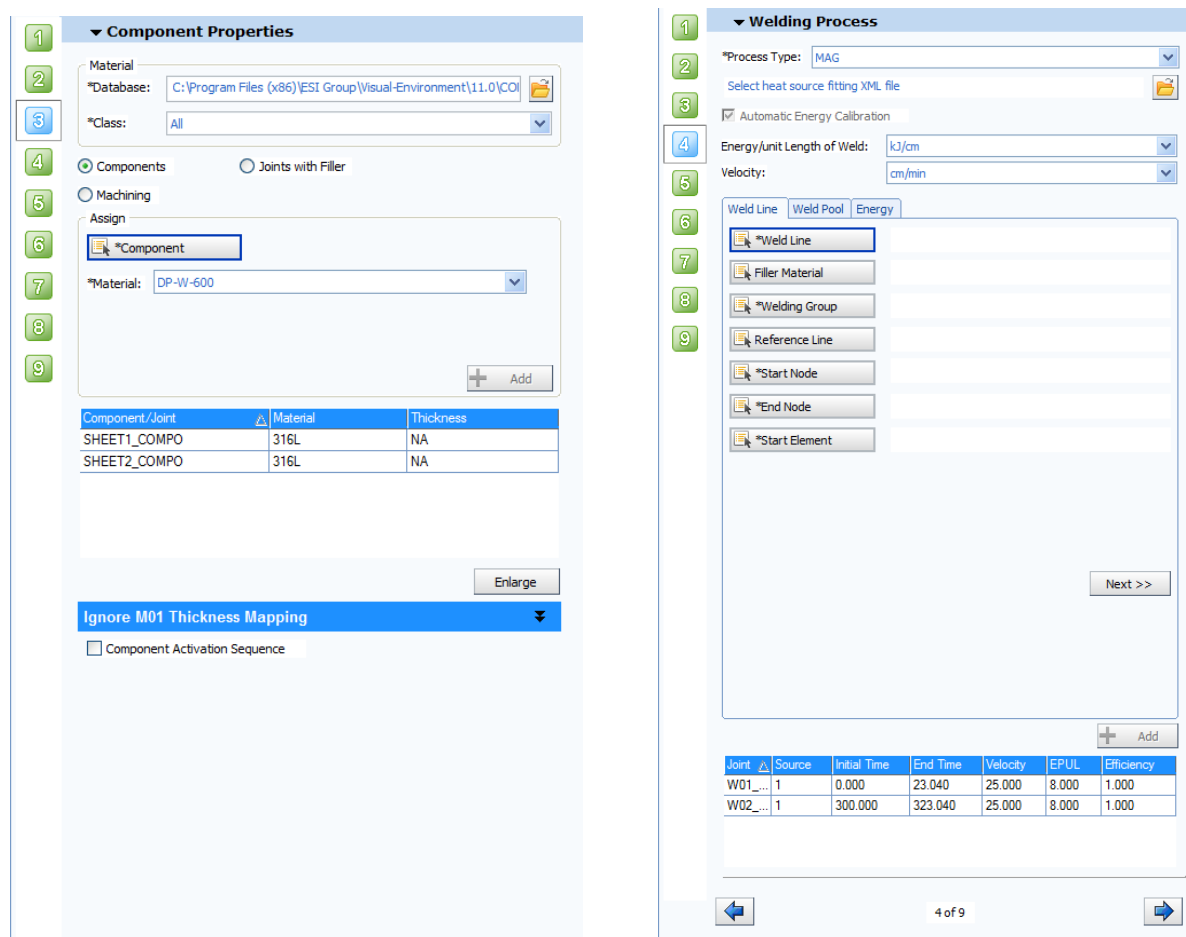 Component Properties
1
2
3
4
5
6
7
8
9
Material
*Database: C:\Program Files (x86)\ESI Group\Visual-Environment\11.0\COI
*Class: All
Components Joints with Filler
Machining
Assign
*Component
*Material: DP-W-600
Add
Component/Joint Material Thickness
SHEET1_COMPO 316L NA
SHEET2_COMPO 316L NA
Enlarge
Ignore M01 Thickness Mapping
Component Activation Sequence
Welding Process
1
2
3
4
5
6
7
8
9
*Process Type: MAG
Select heat source fitting XML file
Automatic Energy Calibration
Energy/unit Length of Weld: kJ/cm
Velocity: cm/min
Weld Line Weld Pool Energy
*Weld Line
Filler Material
*Welding Group
Reference Line
*Start Node
*End Node
*Start Element
Next >>
Add
Joint Source Initial Time End Time Velocity EPUL Efficiency
W01_... 1 0.000 23.040 25.000 8.000 1.000
W02_... 1 300.000 323.040 25.000 8.000 1.000
4 of 9